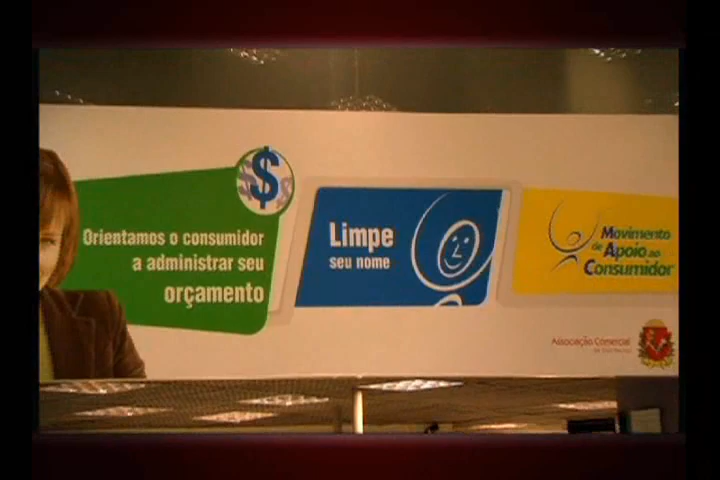 $
Orientamos o consumidor
a administrar seu
orçamento
Limpe
seu nome
Movimento
de Apoio ao
Consumidor
Associação Comercial